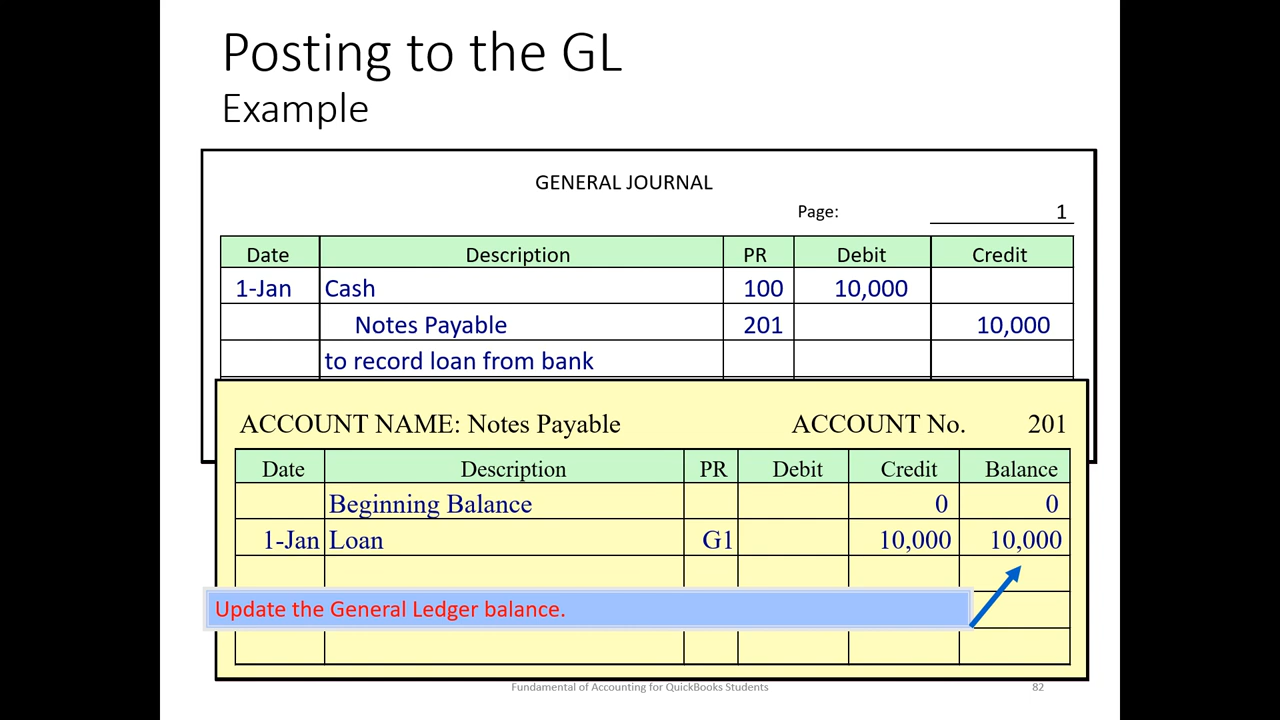 Posting to the GL
Example
GENERAL JOURNAL
Page: 1
Date Description PR Debit Credit
1-Jan Cash 100 10,000
Notes Payable 201 10,000
to record loan from bank
ACCOUNT NAME: Notes Payable ACCOUNT No. 201
Date Description PR Debit Credit Balance
Beginning Balance 0 0
1-Jan Loan G1 10,000 10,000
Update the General Ledger balance.
Fundamental of Accounting for QuickBooks Students 82